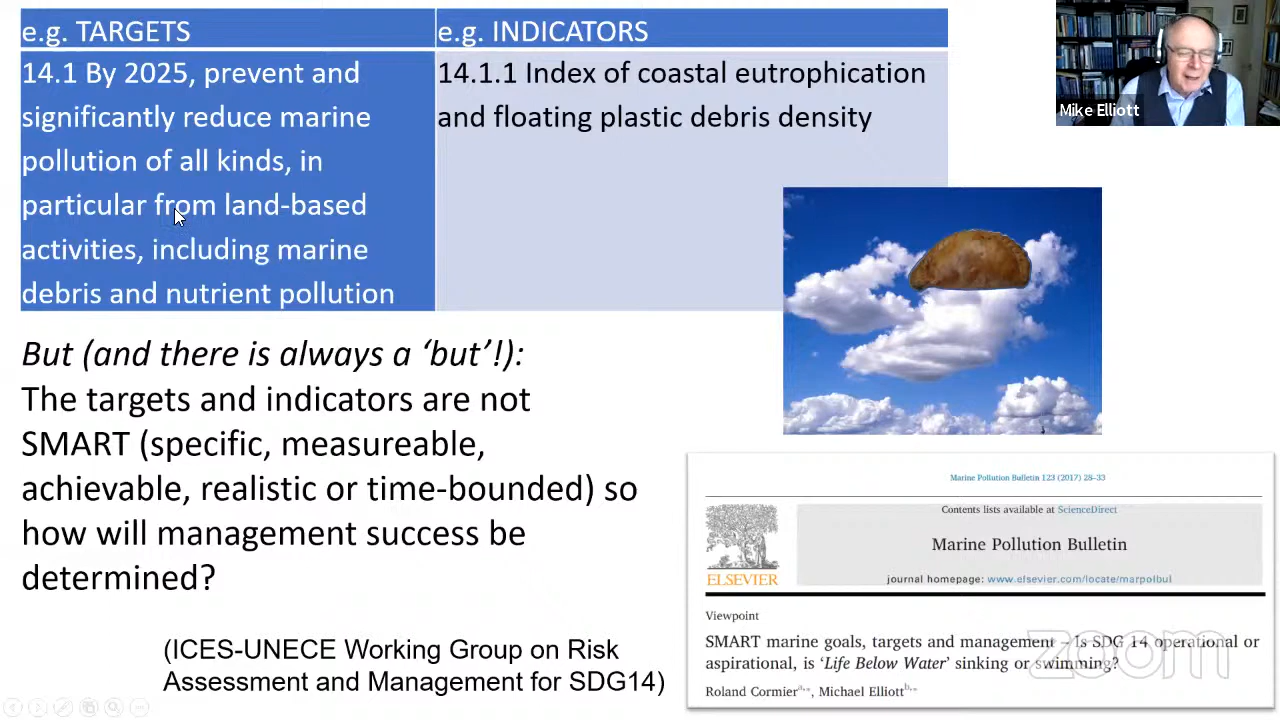 e.g. TARGETS
e.g. INDICATORS
14.1 By 2025, prevent and
significantly reduce marine
pollution of all kinds, in
particular from land-based
activities, including marine
debris and nutrient pollution
14.1.1 Index of coastal eutrophication
and floating plastic debris density
Mike Elliott
But (and there is always a ‘but’!):
The targets and indicators are not
SMART (specific, measureable,
achievable, realistic or time-bounded) so
how will management success be
determined?
(ICES-UNECE Working Group on Risk
Assessment and Management for SDG14)
Marine Pollution Bulletin 123 (2017) 28–33
Contents lists available at ScienceDirect
Marine Pollution Bulletin
journal homepage: www.elsevier.com/locate/marpolbul
ELSEVIER
Viewpoint
SMART marine goals, targets and management – Is SDG 14 operational or
aspirational, is ‘Life Below Water’ sinking or swimming?
Roland Cormier a,*, Michael Elliott b,*
zoom